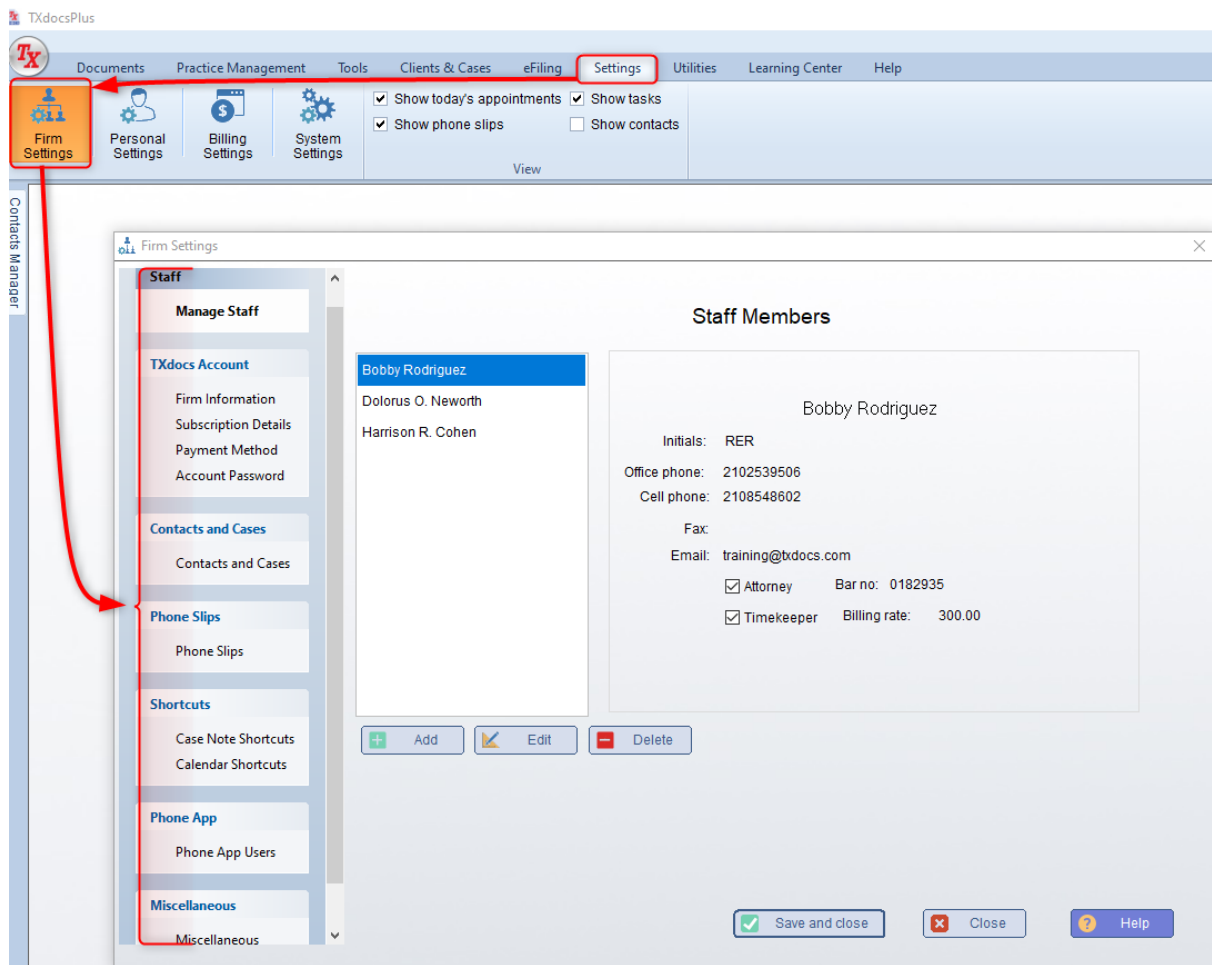 TXdocsPlus
TX
Documents Practice Management Tools Clients & Cases eFiling Settings Utilities Learning Center Help
Firm Settings
Personal Settings
Billing Settings
System Settings
Show today's appointments Show tasks
Show phone slips Show contacts
View
Contacts Manager
Firm Settings
Staff
Manage Staff
TXdocs Account
Firm Information
Subscription Details
Payment Method
Account Password
Contacts and Cases
Contacts and Cases
Phone Slips
Phone Slips
Shortcuts
Case Note Shortcuts
Calendar Shortcuts
Phone App
Phone App Users
Miscellaneous
Miscellaneous
Staff Members
Bobby Rodriguez
Dolorus O. Neworth
Harrison R. Cohen
Bobby Rodriguez
Initials: RER
Office phone: 2102539506
Cell phone: 2108548602
Fax:
Email: training@txdocs.com
Attorney Bar no: 0182935
Timekeeper Billing rate: 300.00
Add Edit Delete
Save and close Close Help